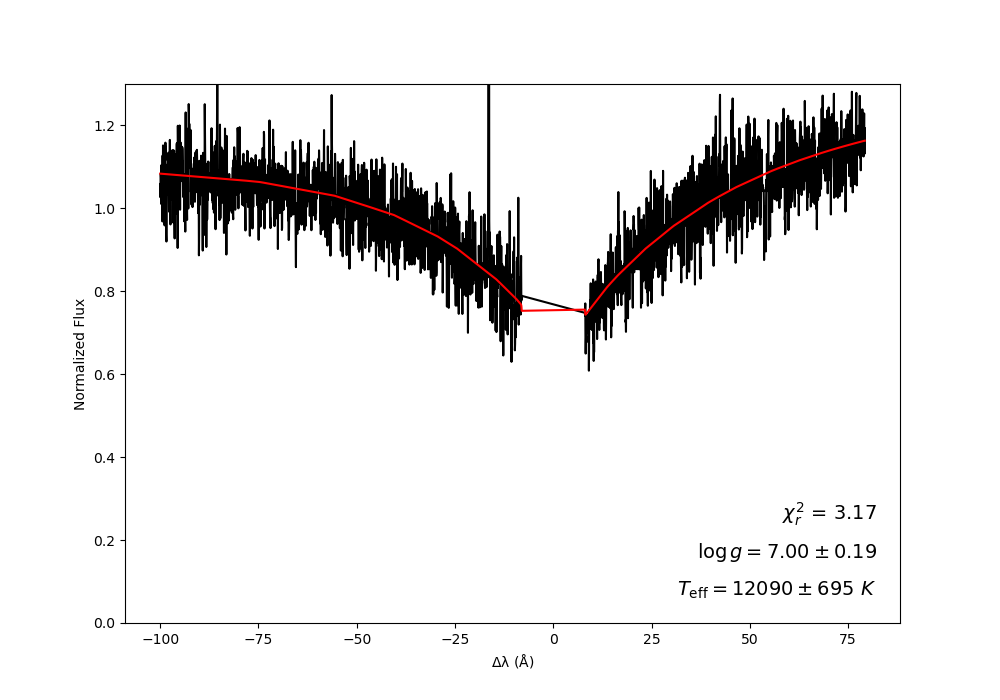 1.2
1.0
0.8
0.6
0.4
0.2
0.0
Normalized Flux
χ²ᵣ = 3.17
log g = 7.00 ± 0.19
T_eff = 12090 ± 695 K
−100 −75 −50 −25 0 25 50 75
Δλ (Å)